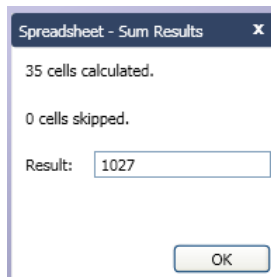 Spreadsheet - Sum Results x
35 cells calculated.
0 cells skipped.
Result: 1027
OK